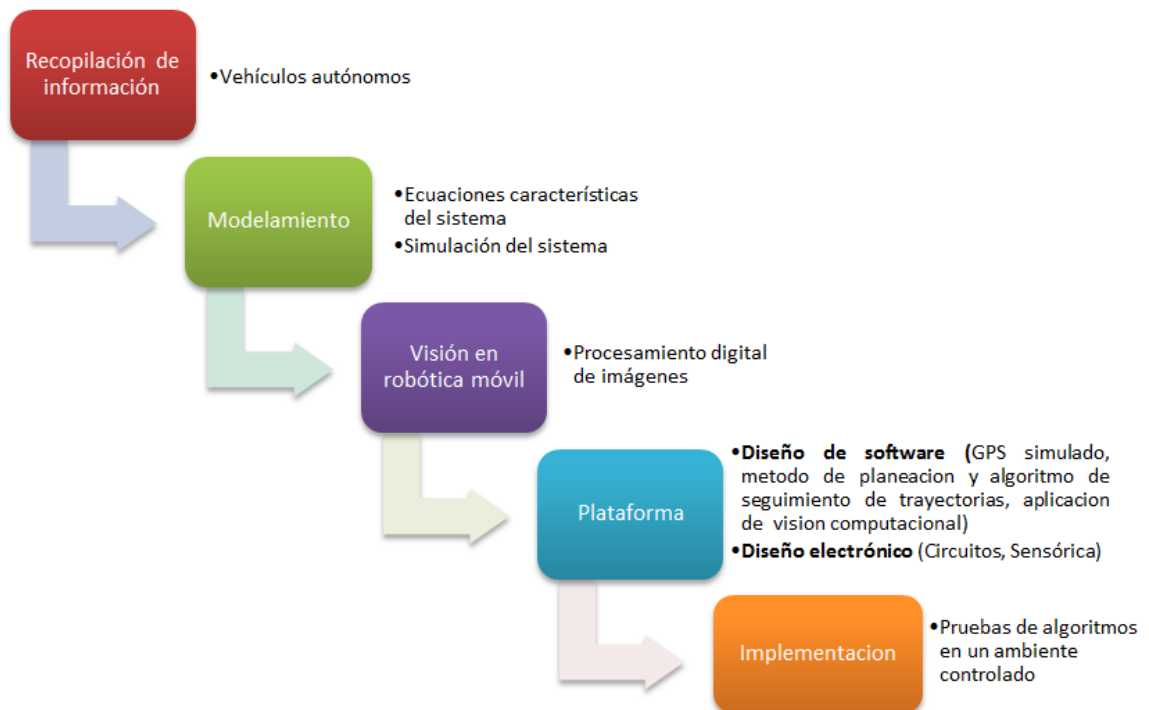 Recopilación de
información
•Vehículos autónomos
Modelamiento
•Ecuaciones características
del sistema
•Simulación del sistema
Visión en
robótica móvil
•Procesamiento digital
de imágenes
Plataforma
•Diseño de software (GPS simulado,
metodo de planeacion y algoritmo de
seguimiento de trayectorias, aplicacion
de vision computacional)
•Diseño electrónico (Circuitos, Sensórica)
Implementacion
•Pruebas de algoritmos
en un ambiente
controlado